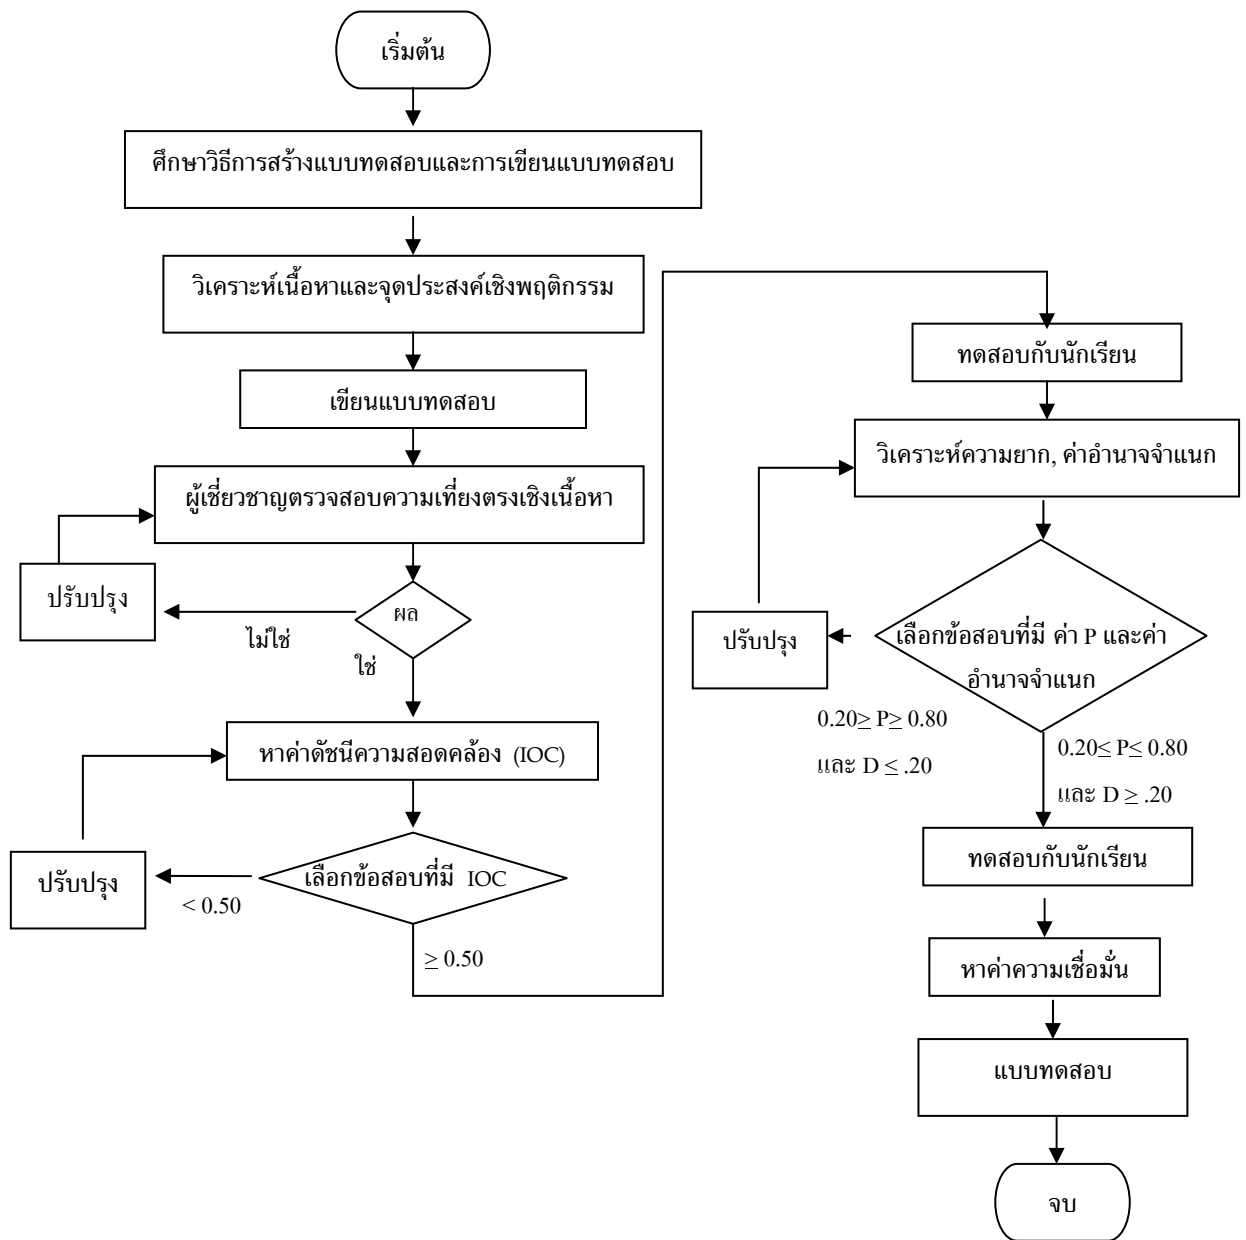 เริ่มต้น
ศึกษาวิธีการสร้างแบบทดสอบและการเขียนแบบทดสอบ
วิเคราะห์เนื้อหาและจุดประสงค์เชิงพฤติกรรม
เขียนแบบทดสอบ
ผู้เชี่ยวชาญตรวจสอบความเที่ยงตรงเชิงเนื้อหา
ปรับปรุง
ผล
ไม่ใช่
ใช่
หาค่าดัชนีความสอดคล้อง (IOC)
ปรับปรุง
เลือกข้อสอบที่มี IOC
< 0.50
≥ 0.50
ทดสอบกับนักเรียน
วิเคราะห์ความยาก, ค่าอำนาจจำแนก
ปรับปรุง
เลือกข้อสอบที่มี ค่า P และค่า
อำนาจจำแนก
0.20≥ P≥ 0.80
และ D ≤ .20
0.20≤ P≤ 0.80
และ D ≥ .20
ทดสอบกับนักเรียน
หาค่าความเชื่อมั่น
แบบทดสอบ
จบ